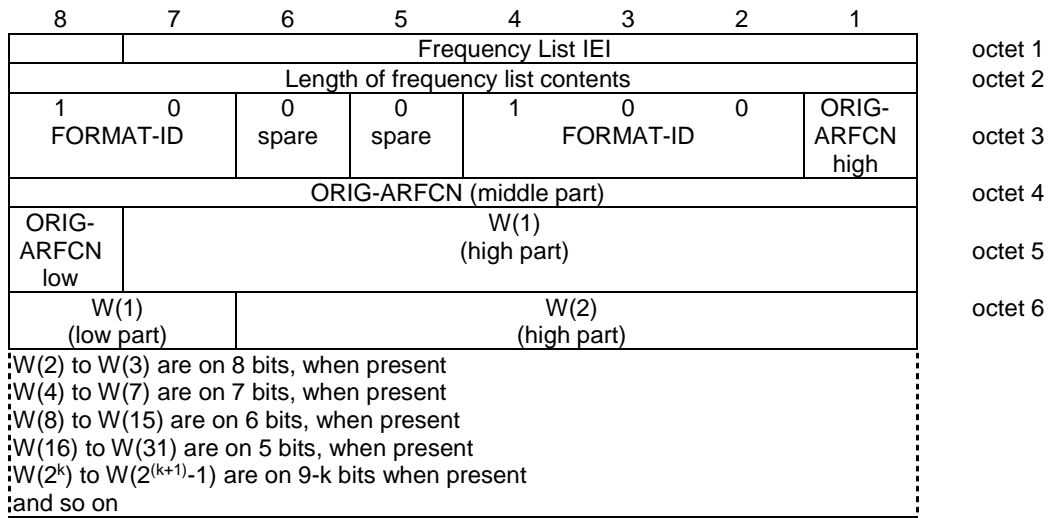 8 7 6 5 4 3 2 1
Frequency List IEI octet 1
Length of frequency list contents octet 2
1 0 0 0 1 0 0 ORIG-
FORMAT-ID spare spare FORMAT-ID ARFCN octet 3
high
ORIG-ARFCN (middle part) octet 4
ORIG- W(1)
ARFCN (high part) octet 5
low
W(1) W(2) octet 6
(low part) (high part)
W(2) to W(3) are on 8 bits, when present
W(4) to W(7) are on 7 bits, when present
W(8) to W(15) are on 6 bits, when present
W(16) to W(31) are on 5 bits, when present
W(2^k) to W(2^(k+1)-1) are on 9-k bits when present
and so on